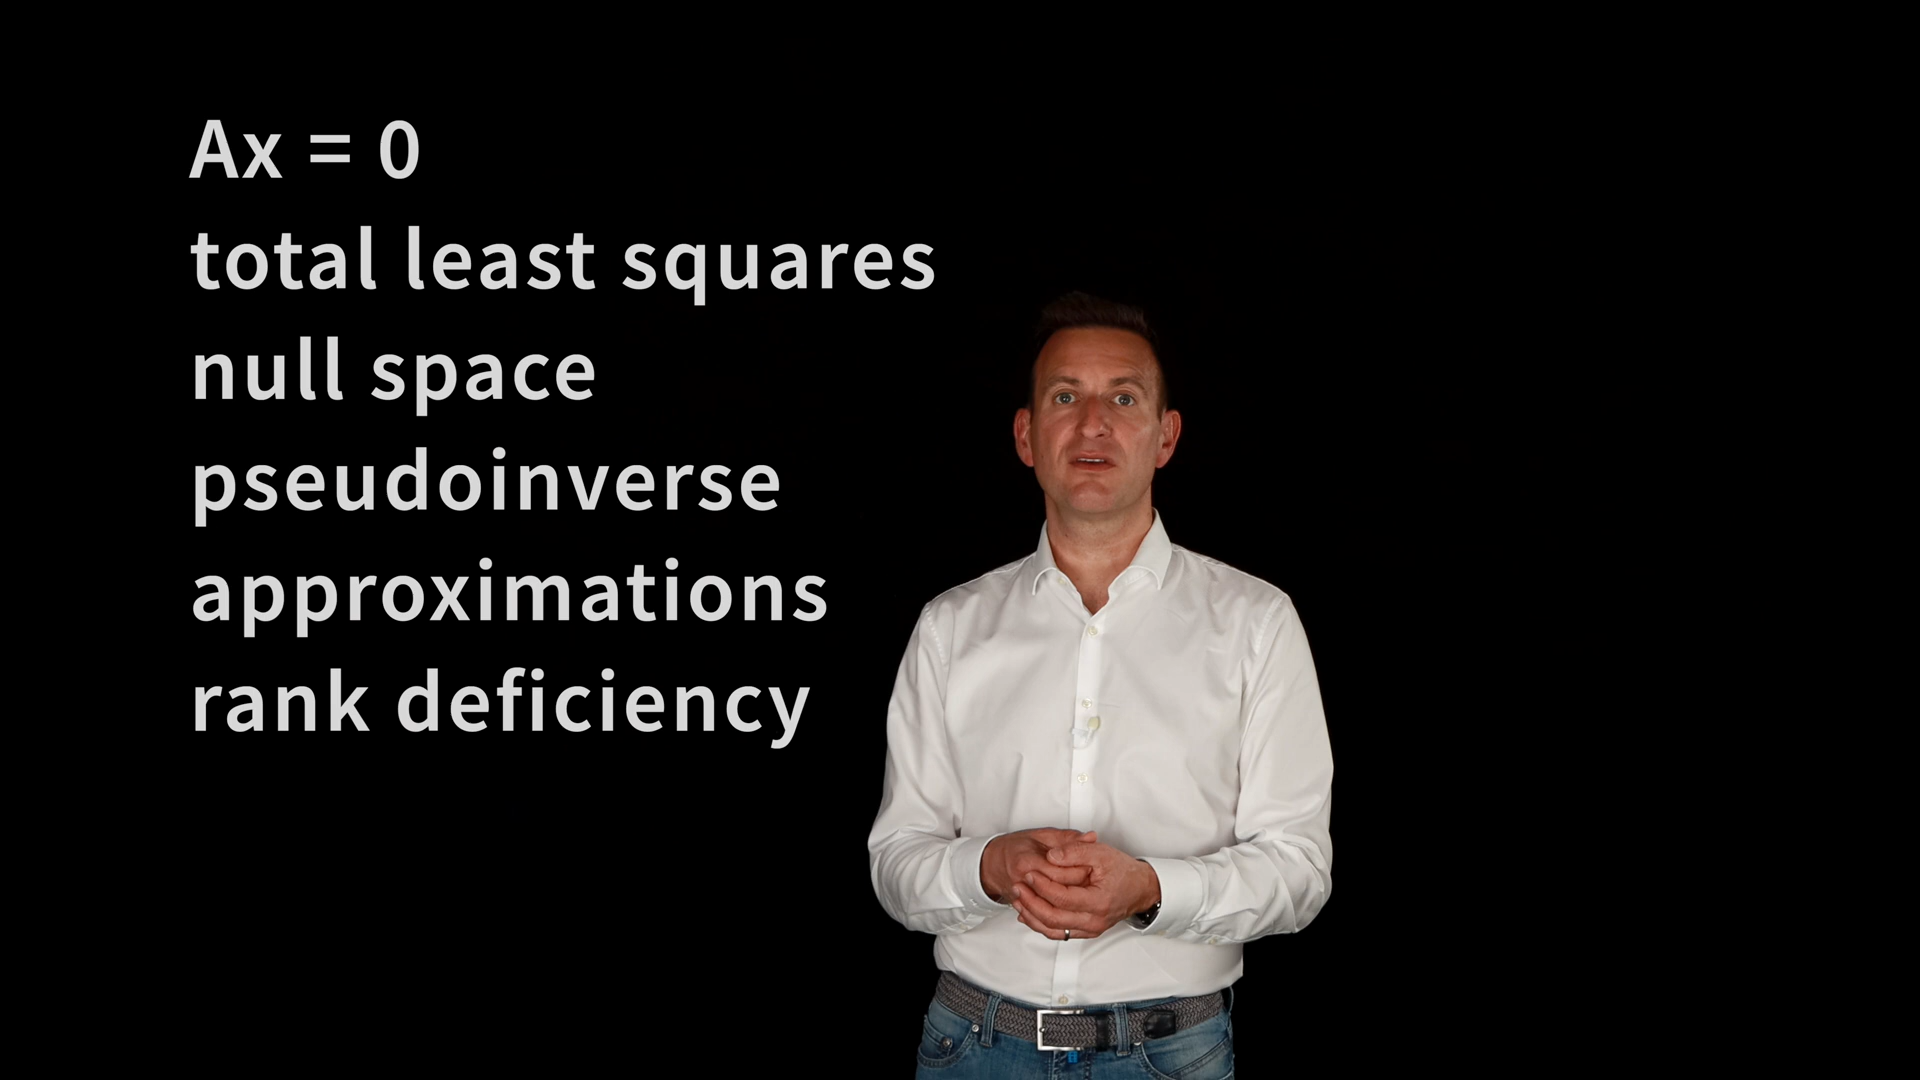 Ax = 0
total least squares
null space
pseudoinverse
approximations
rank deficiency